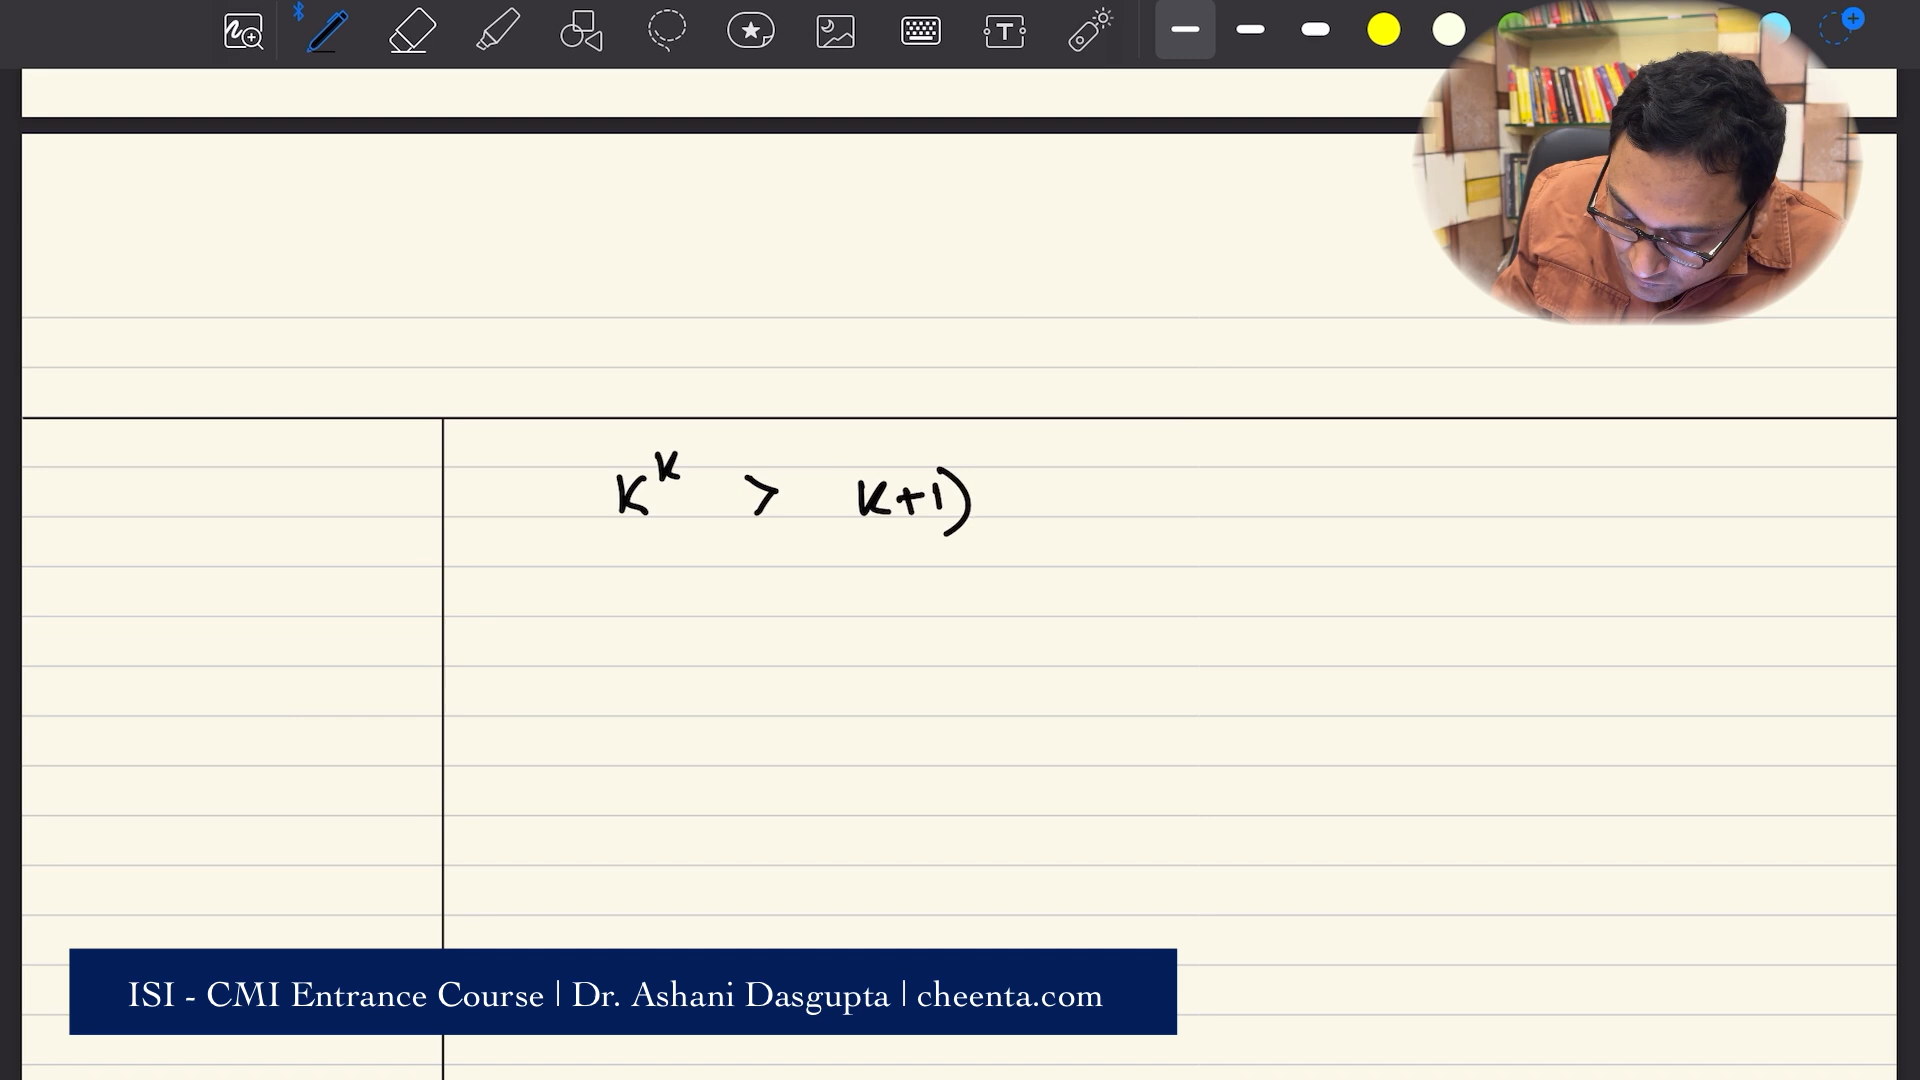 T
K^K > K+1)
ISI - CMI Entrance Course | Dr. Ashani Dasgupta | cheenta.com